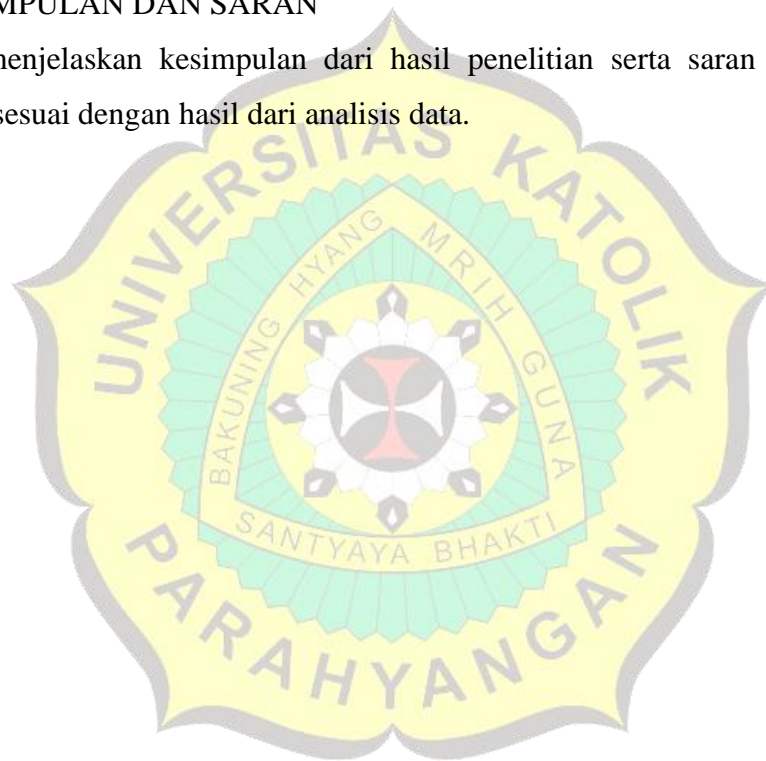 MPULAN DAN SARAN
menjelaskan kesimpulan dari hasil penelitian serta saran
sesuai dengan hasil dari analisis data.
UNIVERSITAS KATOLIK
BAKUNING HYANG MRIH GUNA
SANTYAYA BHAKTI
PARAHYANGAN